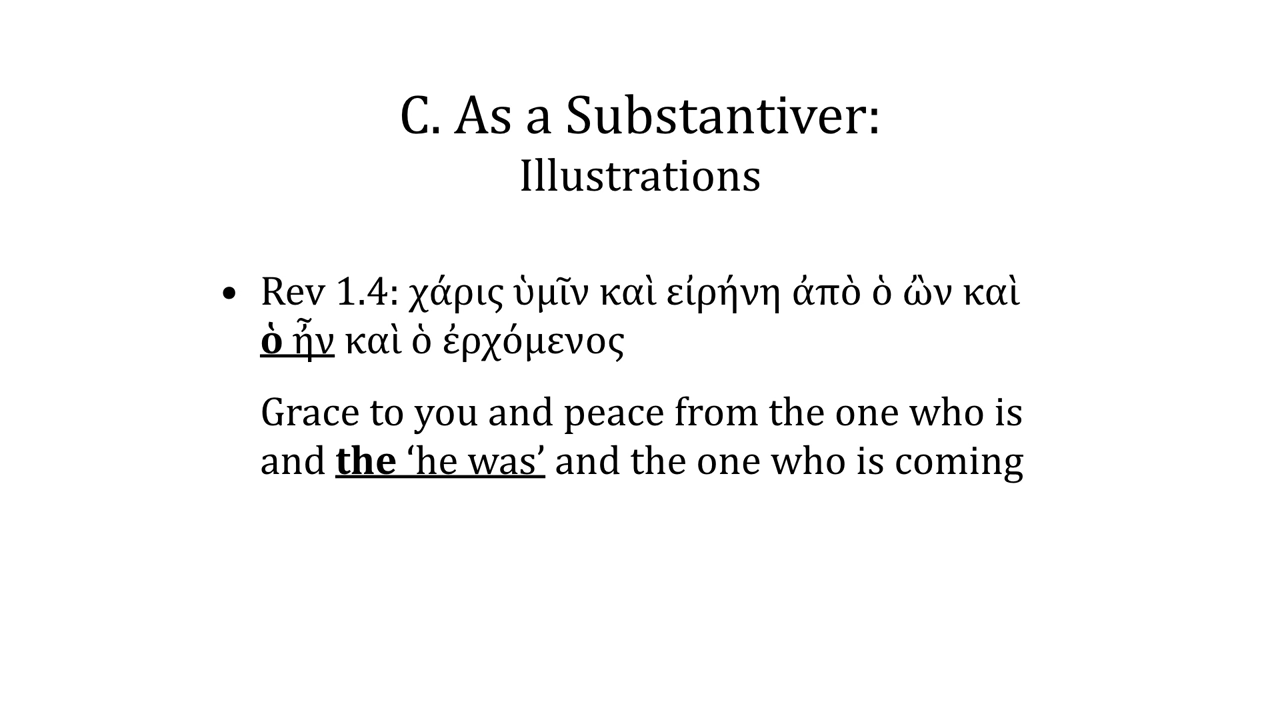 C. As a Substantiver:
Illustrations
• Rev 1.4: χάρις ὑμῖν καὶ εἰρήνη ἀπὸ ὁ ὢν καὶ
ὁ ἦν καὶ ὁ ἐρχόμενος
Grace to you and peace from the one who is
and the ‘he was’ and the one who is coming